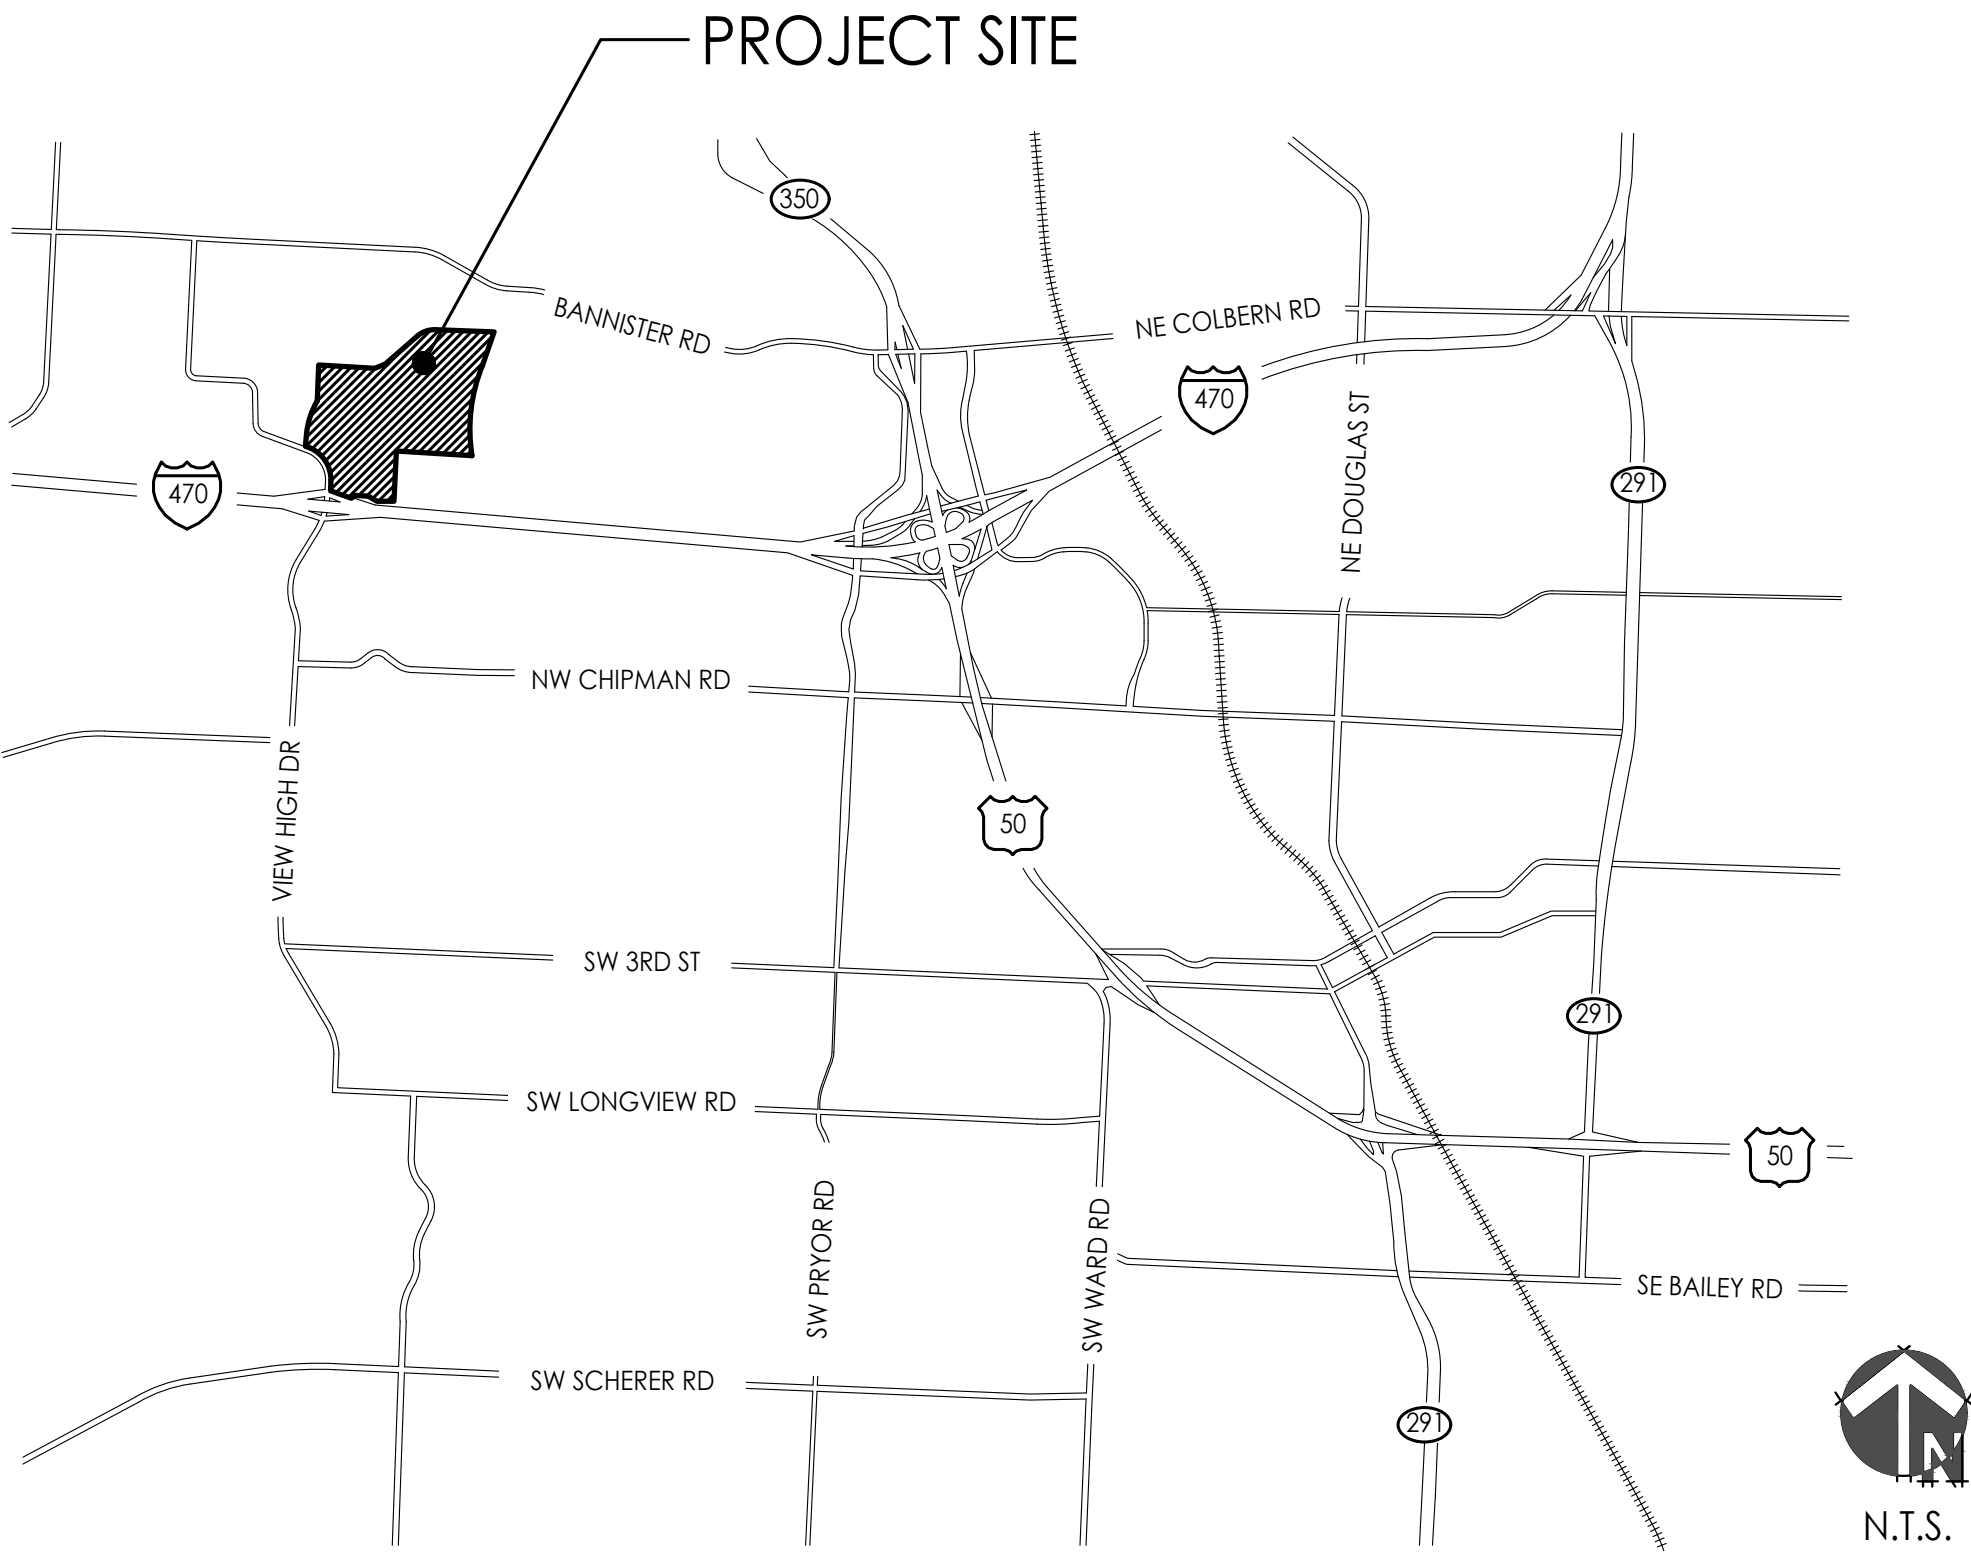 PROJECT SITE
350
BANNISTER RD
NE COLBERN RD
470
NE DOUGLAS ST
470
291
NW CHIPMAN RD
VIEW HIGH DR
50
SW 3RD ST
291
SW LONGVIEW RD
50
SW PRYOR RD
SW WARD RD
SE BAILEY RD
SW SCHERER RD
291
N
N.T.S.